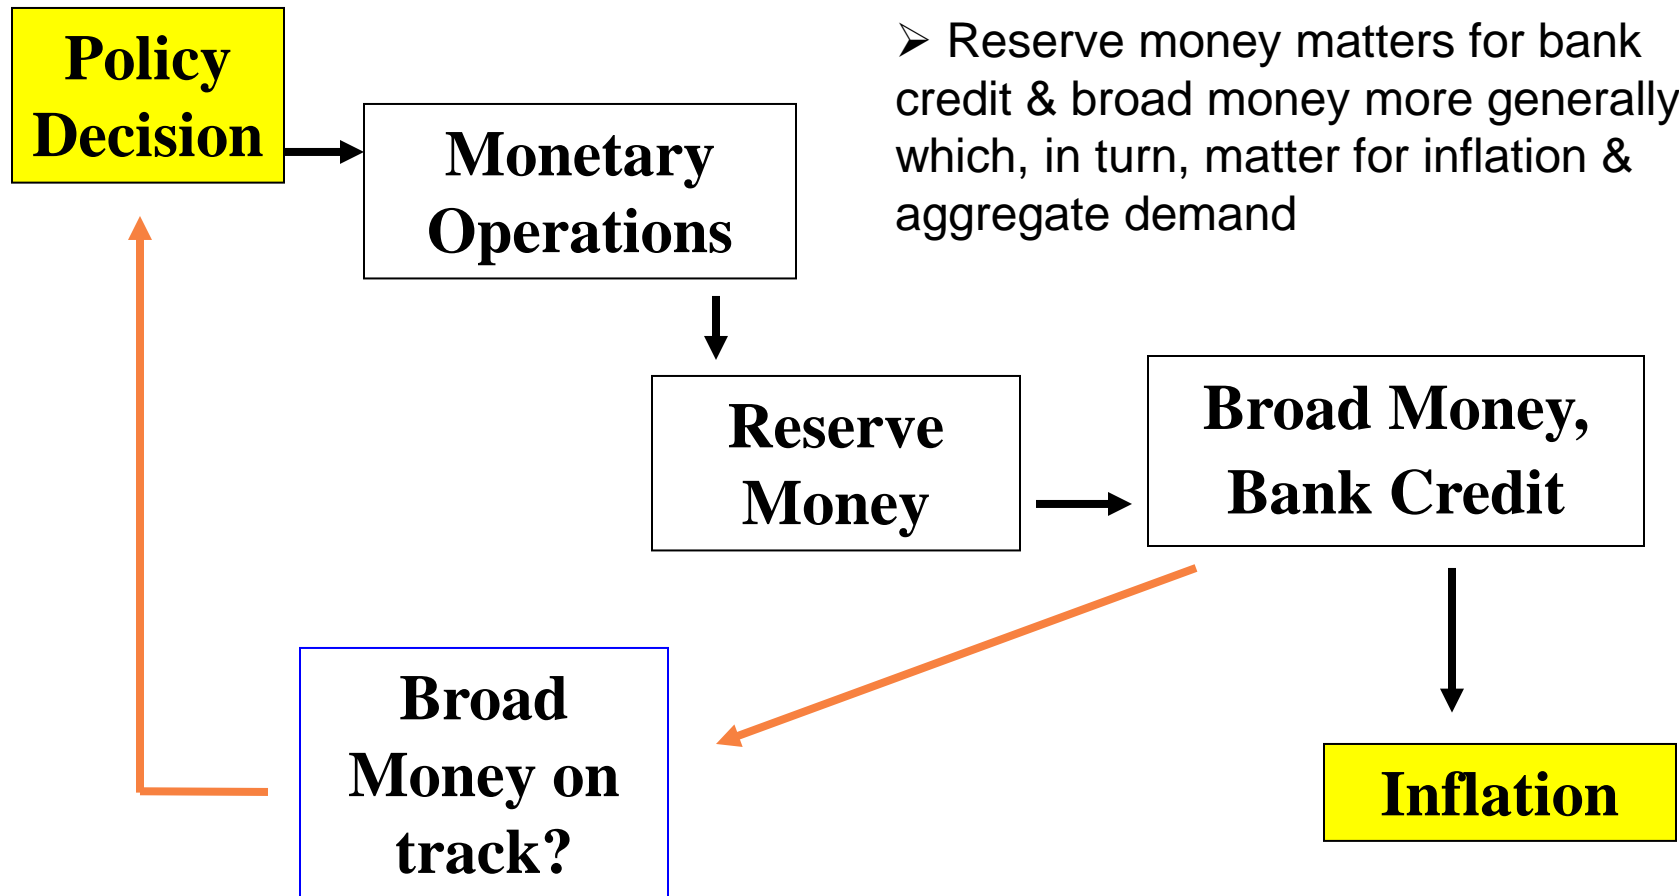 Policy
Decision
➢ Reserve money matters for bank
credit & broad money more generally
which, in turn, matter for inflation &
aggregate demand
Monetary
Operations
Reserve
Money
Broad Money,
Bank Credit
Broad
Money on
track?
Inflation